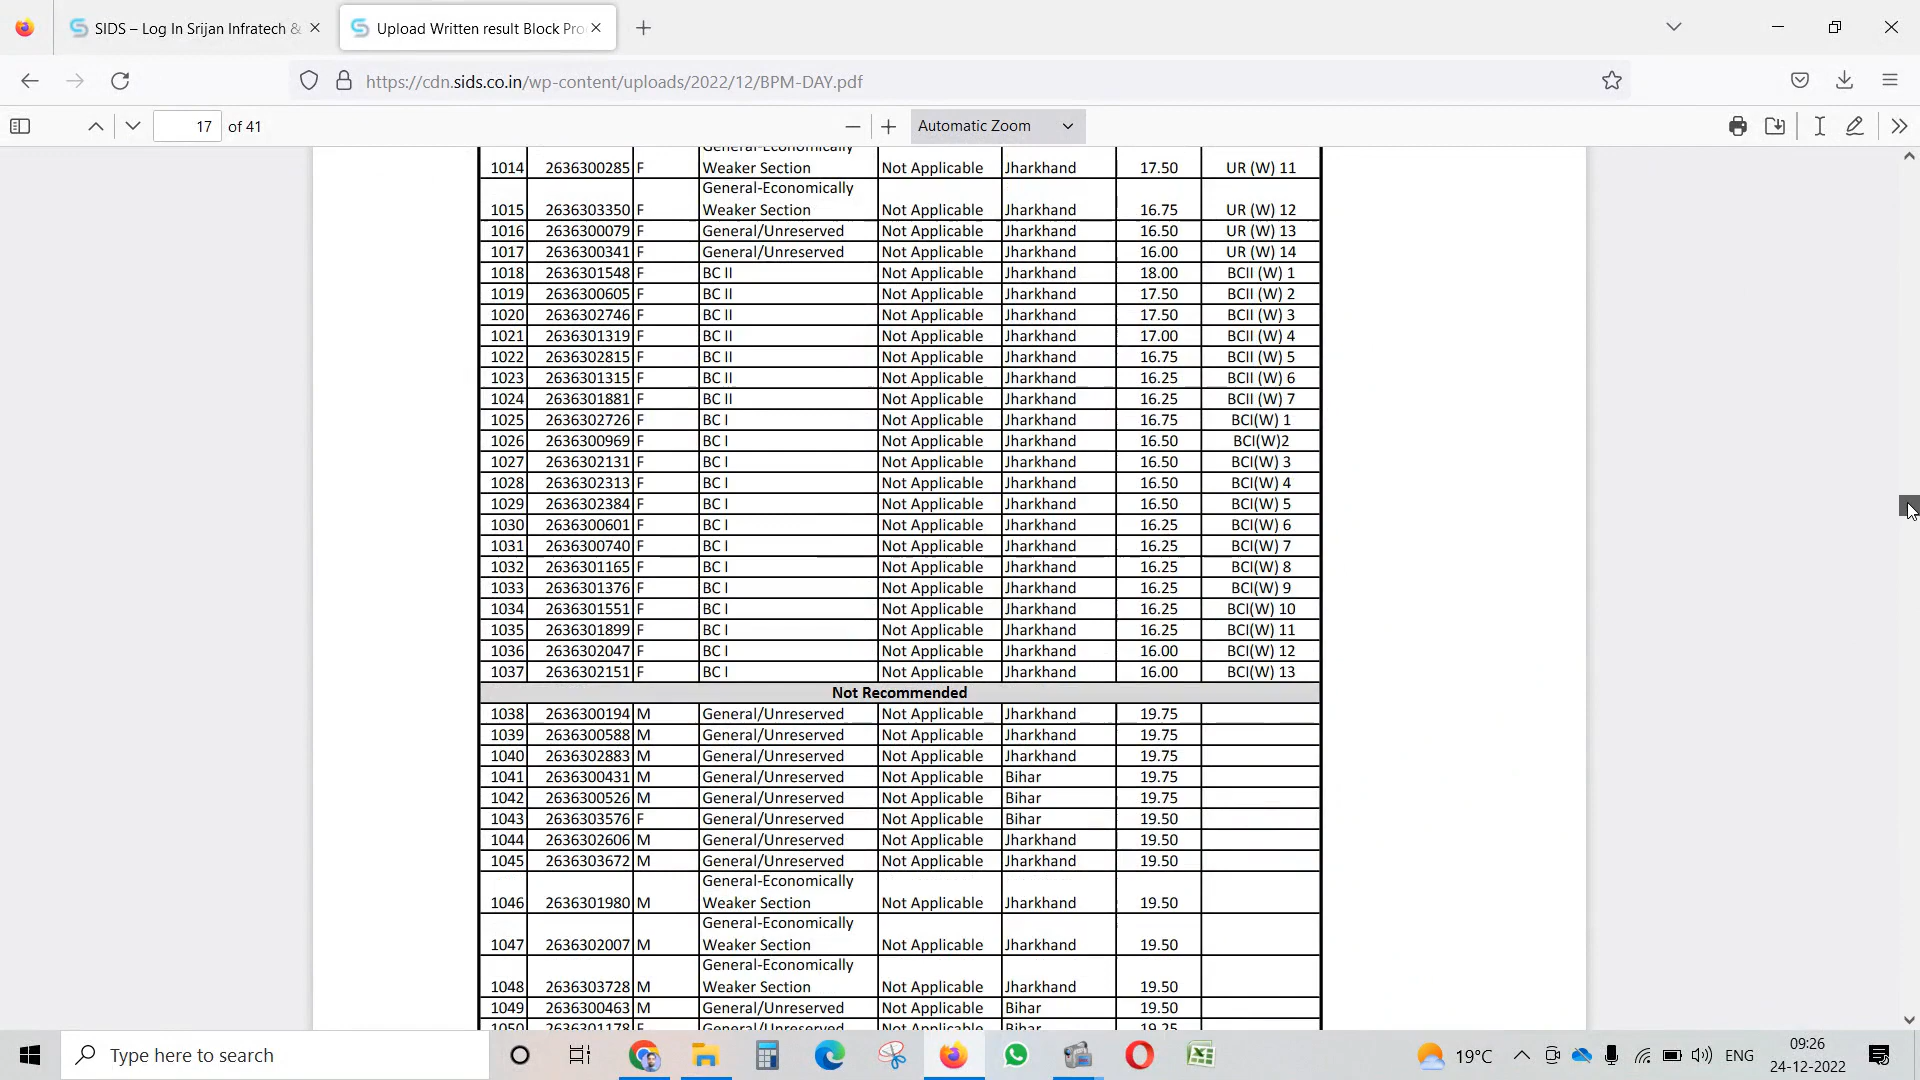 SIDS – Log In Srijan Infratech &
Upload Written result Block Pro
https://cdn.sids.co.in/wp-content/uploads/2022/12/BPM-DAY.pdf
17 of 41
Automatic Zoom
General-Economically
1014 2636300285 F Weaker Section Not Applicable Jharkhand 17.50 UR (W) 11
General-Economically
1015 2636303350 F Weaker Section Not Applicable Jharkhand 16.75 UR (W) 12
1016 2636300079 F General/Unreserved Not Applicable Jharkhand 16.50 UR (W) 13
1017 2636300341 F General/Unreserved Not Applicable Jharkhand 16.00 UR (W) 14
1018 2636301548 F BC II Not Applicable Jharkhand 18.00 BCII (W) 1
1019 2636300605 F BC II Not Applicable Jharkhand 17.50 BCII (W) 2
1020 2636302746 F BC II Not Applicable Jharkhand 17.50 BCII (W) 3
1021 2636301319 F BC II Not Applicable Jharkhand 17.00 BCII (W) 4
1022 2636302815 F BC II Not Applicable Jharkhand 16.75 BCII (W) 5
1023 2636301315 F BC II Not Applicable Jharkhand 16.25 BCII (W) 6
1024 2636301881 F BC II Not Applicable Jharkhand 16.25 BCII (W) 7
1025 2636302726 F BC I Not Applicable Jharkhand 16.75 BCI(W) 1
1026 2636300969 F BC I Not Applicable Jharkhand 16.50 BCI(W)2
1027 2636302131 F BC I Not Applicable Jharkhand 16.50 BCI(W) 3
1028 2636302313 F BC I Not Applicable Jharkhand 16.50 BCI(W) 4
1029 2636302384 F BC I Not Applicable Jharkhand 16.50 BCI(W) 5
1030 2636300601 F BC I Not Applicable Jharkhand 16.25 BCI(W) 6
1031 2636300740 F BC I Not Applicable Jharkhand 16.25 BCI(W) 7
1032 2636301165 F BC I Not Applicable Jharkhand 16.25 BCI(W) 8
1033 2636301376 F BC I Not Applicable Jharkhand 16.25 BCI(W) 9
1034 2636301551 F BC I Not Applicable Jharkhand 16.25 BCI(W) 10
1035 2636301899 F BC I Not Applicable Jharkhand 16.25 BCI(W) 11
1036 2636302047 F BC I Not Applicable Jharkhand 16.00 BCI(W) 12
1037 2636302151 F BC I Not Applicable Jharkhand 16.00 BCI(W) 13
Not Recommended
1038 2636300194 M General/Unreserved Not Applicable Jharkhand 19.75
1039 2636300588 M General/Unreserved Not Applicable Jharkhand 19.75
1040 2636302883 M General/Unreserved Not Applicable Jharkhand 19.75
1041 2636300431 M General/Unreserved Not Applicable Bihar 19.75
1042 2636300526 M General/Unreserved Not Applicable Bihar 19.75
1043 2636303576 F General/Unreserved Not Applicable Bihar 19.50
1044 2636302606 M General/Unreserved Not Applicable Jharkhand 19.50
1045 2636303672 M General/Unreserved Not Applicable Jharkhand 19.50
General-Economically
1046 2636301980 M Weaker Section Not Applicable Jharkhand 19.50
General-Economically
1047 2636302007 M Weaker Section Not Applicable Jharkhand 19.50
General-Economically
1048 2636303728 M Weaker Section Not Applicable Jharkhand 19.50
1049 2636300463 M General/Unreserved Not Applicable Bihar 19.50
1050 2636301178 F General/Unreserved Not Applicable Bihar 19.25
Type here to search
19°C
ENG
09:26
24-12-2022